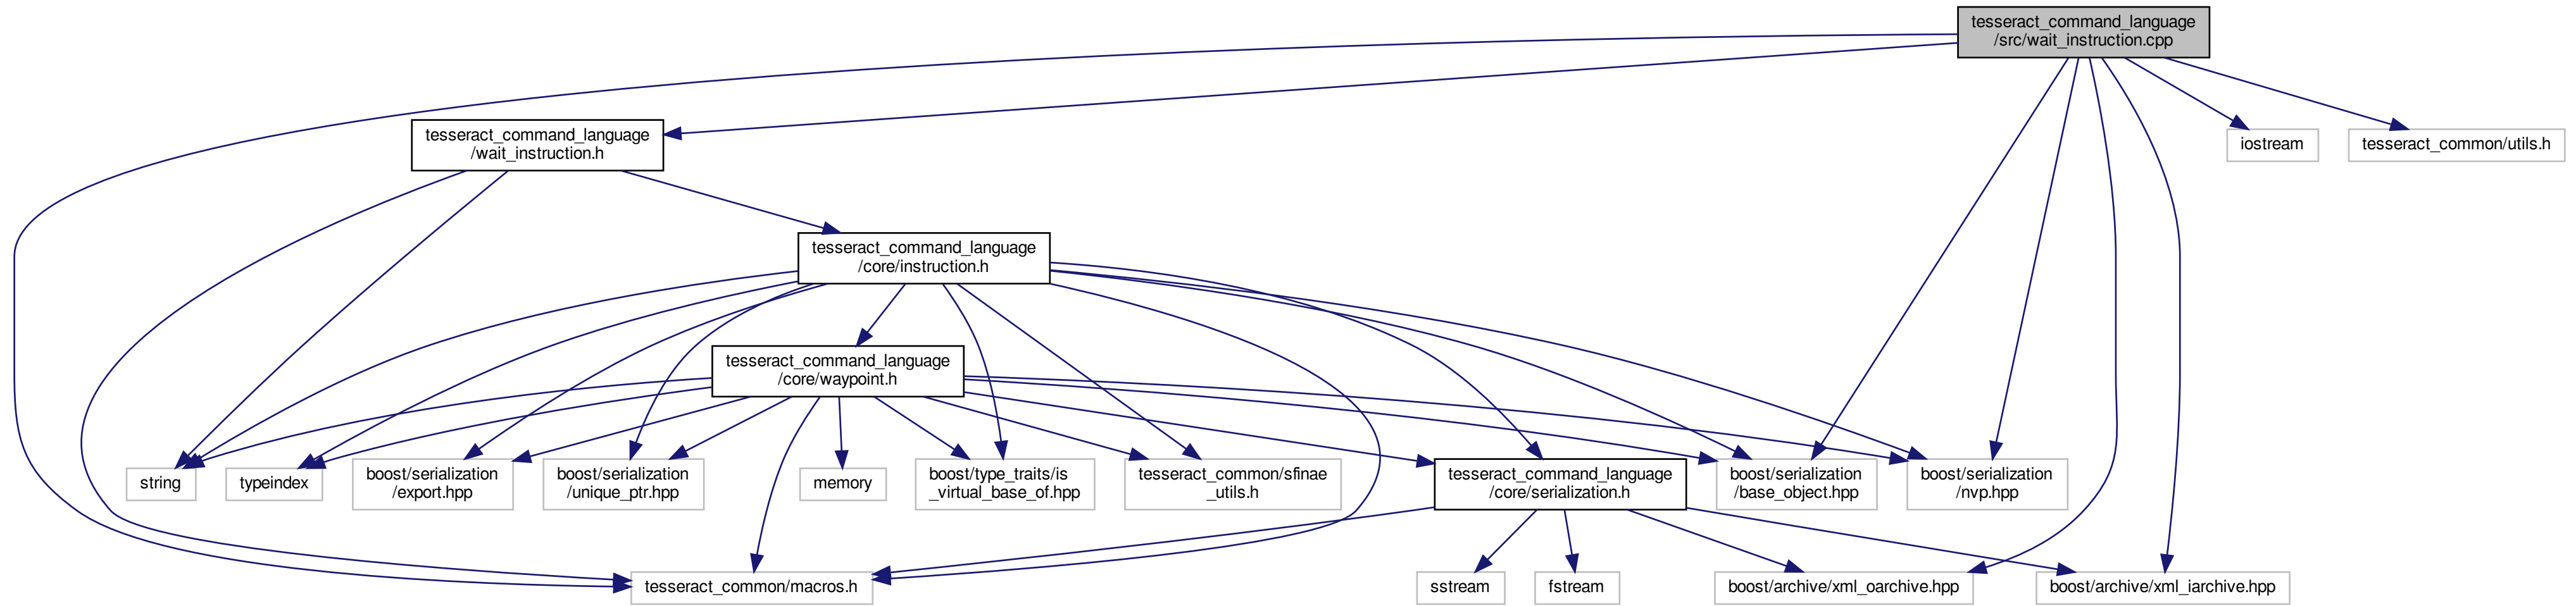 tesseract_command_language
/src/wait_instruction.cpp
tesseract_command_language
/wait_instruction.h
iostream
tesseract_common/utils.h
tesseract_command_language
/core/instruction.h
tesseract_command_language
/core/waypoint.h
string
typeindex
boost/serialization
/export.hpp
boost/serialization
/unique_ptr.hpp
memory
boost/type_traits/is
_virtual_base_of.hpp
tesseract_common/sfinae
_utils.h
tesseract_command_language
/core/serialization.h
boost/serialization
/base_object.hpp
boost/serialization
/nvp.hpp
tesseract_common/macros.h
sstream
fstream
boost/archive/xml_oarchive.hpp
boost/archive/xml_iarchive.hpp